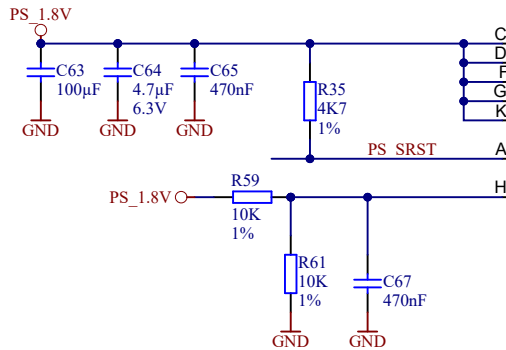 PS_1.8V
C63
100µF
C64
4.7µF
6.3V
C65
470nF
GND
GND
GND
R35
4K7
1%
C
D
F
G
K
PS_SRST
A
PS_1.8V
R59
10K
1%
H
R61
10K
1%
C67
470nF
GND
GND